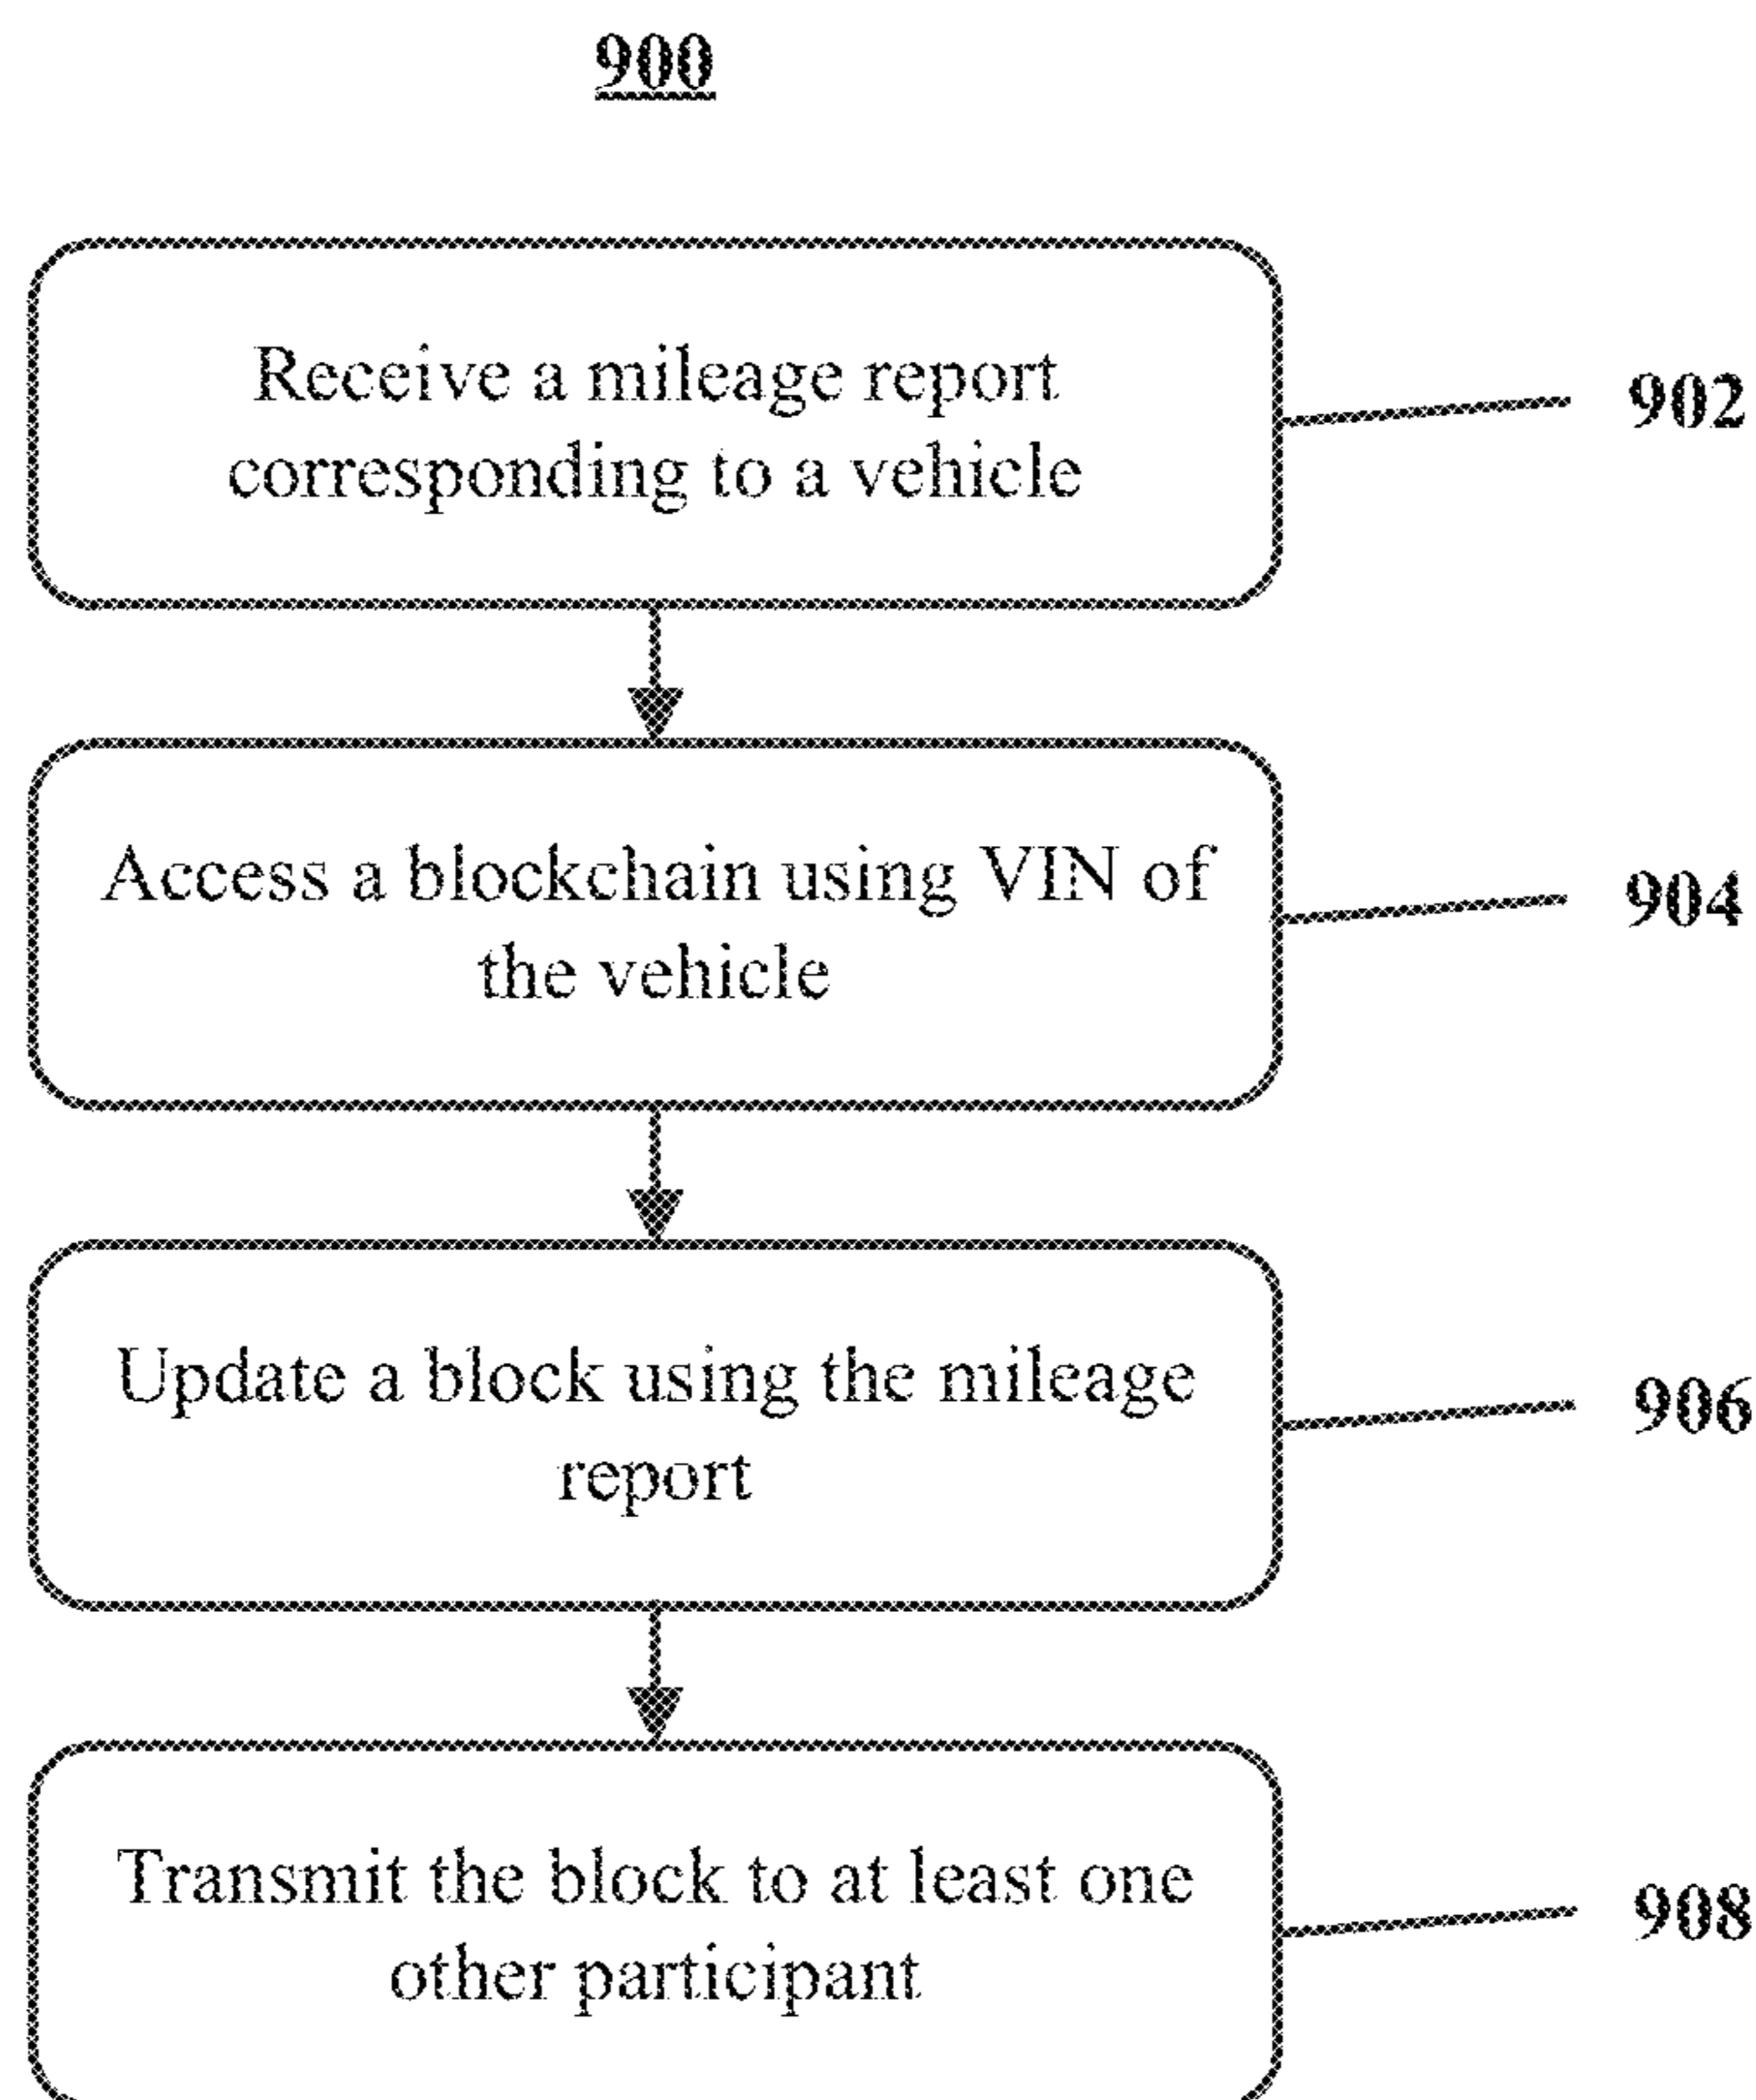 900
Receive a mileage report
corresponding to a vehicle
902
Access a blockchain using VIN of
the vehicle
904
Update a block using the mileage
report
906
Transmit the block to at least one
other participant
908